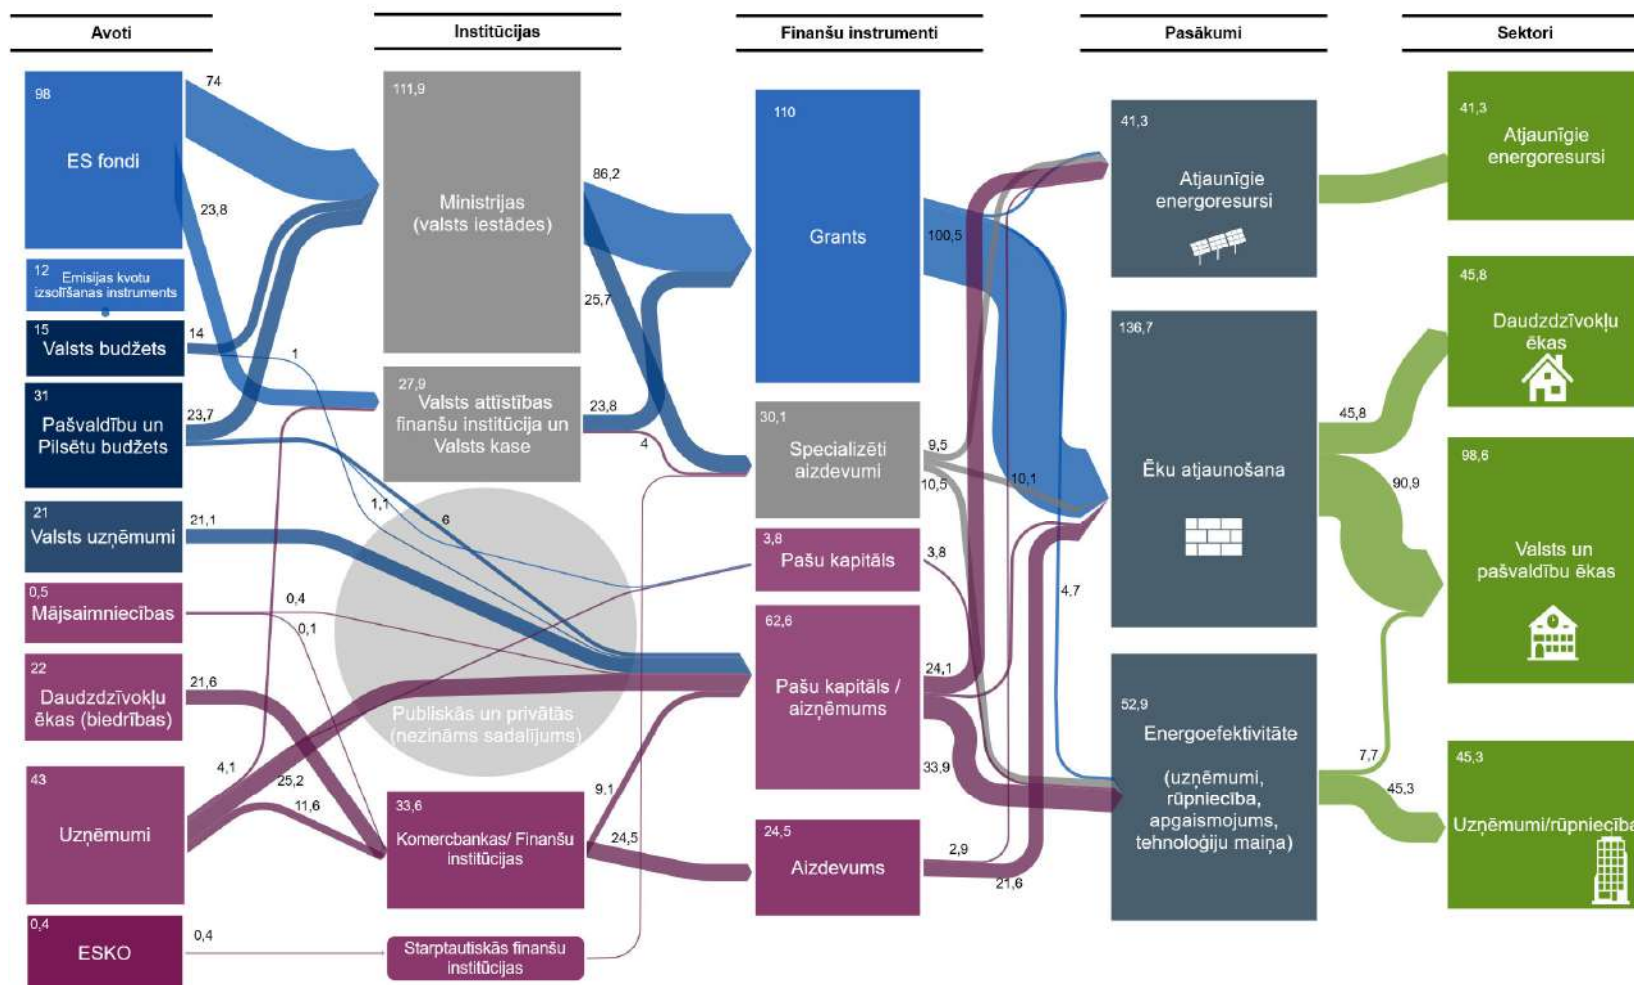 Avoti
Institūcijas
Finanšu instrumenti
Pasākumi
Sektori
98
ES fondi
12
Emisijas kvotu
izsolīšanas instruments
15
Valsts budžets
31
Pašvaldību un
Pilsētu budžets
21
Valsts uzņēmumi
0,5
Mājsaimniecības
22
Daudzdzīvokļu
ēkas (biedrības)
43
Uzņēmumi
0,4
ESKO
74
23,8
14
1
23,7
1,1
6
21,1
0,4
0,1
21,6
4,1
25,2
11,6
0,4
111,9
Ministrijas
(valsts iestādes)
27,9
Valsts attīstības
finanšu institūcija un
Valsts kase
Publiskās un privātās
(nezināms sadalījums)
33,6
Komercbankas/ Finanšu
institūcijas
Starptautiskās finanšu
institūcijas
86,2
25,7
23,8
4
9,1
24,5
110
Grants
30,1
Specializēti
aizdevumi
3,8
Pašu kapitāls
62,6
Pašu kapitāls /
aizņēmums
24,5
Aizdevums
100,5
9,5
10,1
10,5
3,8
4,7
24,1
33,9
2,9
21,6
41,3
Atjaunīgie
energoresursi
136,7
Ēku atjaunošana
52,9
Energoefektivitāte
(uzņēmumi,
rūpniecība,
apgaismojums,
tehnoloģiju maiņa)
45,8
90,9
7,7
45,3
41,3
Atjaunīgie
energoresursi
45,8
Daudzdzīvokļu
ēkas
98,6
Valsts un
pašvaldību ēkas
45,3
Uzņēmumi/rūpniecība